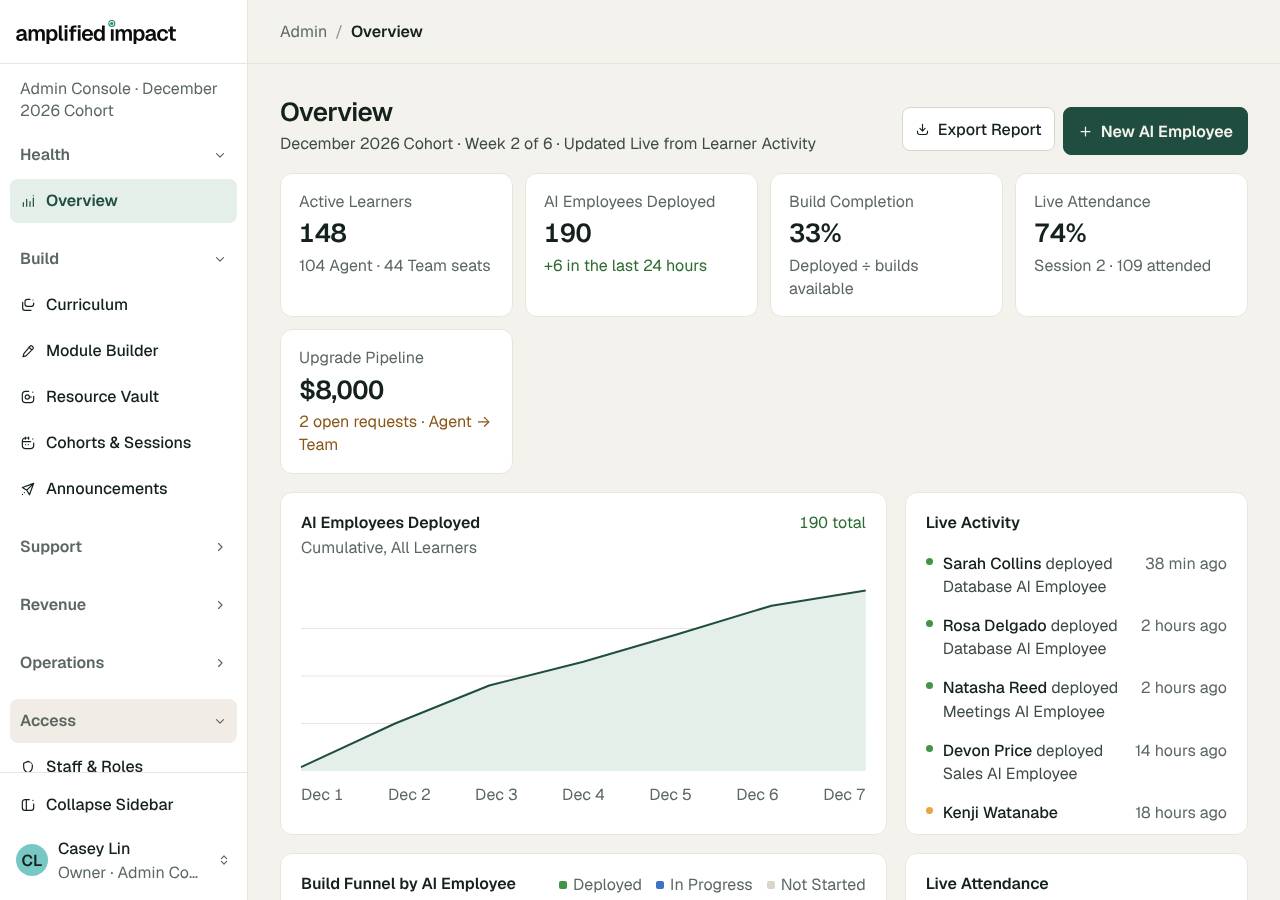 amplified impact
Admin Console · December
2026 Cohort
Health
Overview
Build
Curriculum
Module Builder
Resource Vault
Cohorts & Sessions
Announcements
Support
Revenue
Operations
Access
Staff & Roles
Collapse Sidebar
CL
Casey Lin
Owner · Admin Co...
Admin / Overview
Overview
December 2026 Cohort · Week 2 of 6 · Updated Live from Learner Activity
Export Report
New AI Employee
Active Learners
148
104 Agent · 44 Team seats
AI Employees Deployed
190
+6 in the last 24 hours
Build Completion
33%
Deployed ÷ builds
available
Live Attendance
74%
Session 2 · 109 attended
Upgrade Pipeline
$8,000
2 open requests · Agent →
Team
AI Employees Deployed
190 total
Cumulative, All Learners
Dec 1 Dec 2 Dec 3 Dec 4 Dec 5 Dec 6 Dec 7
Live Activity
Sarah Collins deployed 38 min ago
Database AI Employee
Rosa Delgado deployed 2 hours ago
Database AI Employee
Natasha Reed deployed 2 hours ago
Meetings AI Employee
Devon Price deployed 14 hours ago
Sales AI Employee
Kenji Watanabe 18 hours ago
Build Funnel by AI Employee
Deployed In Progress Not Started
Live Attendance